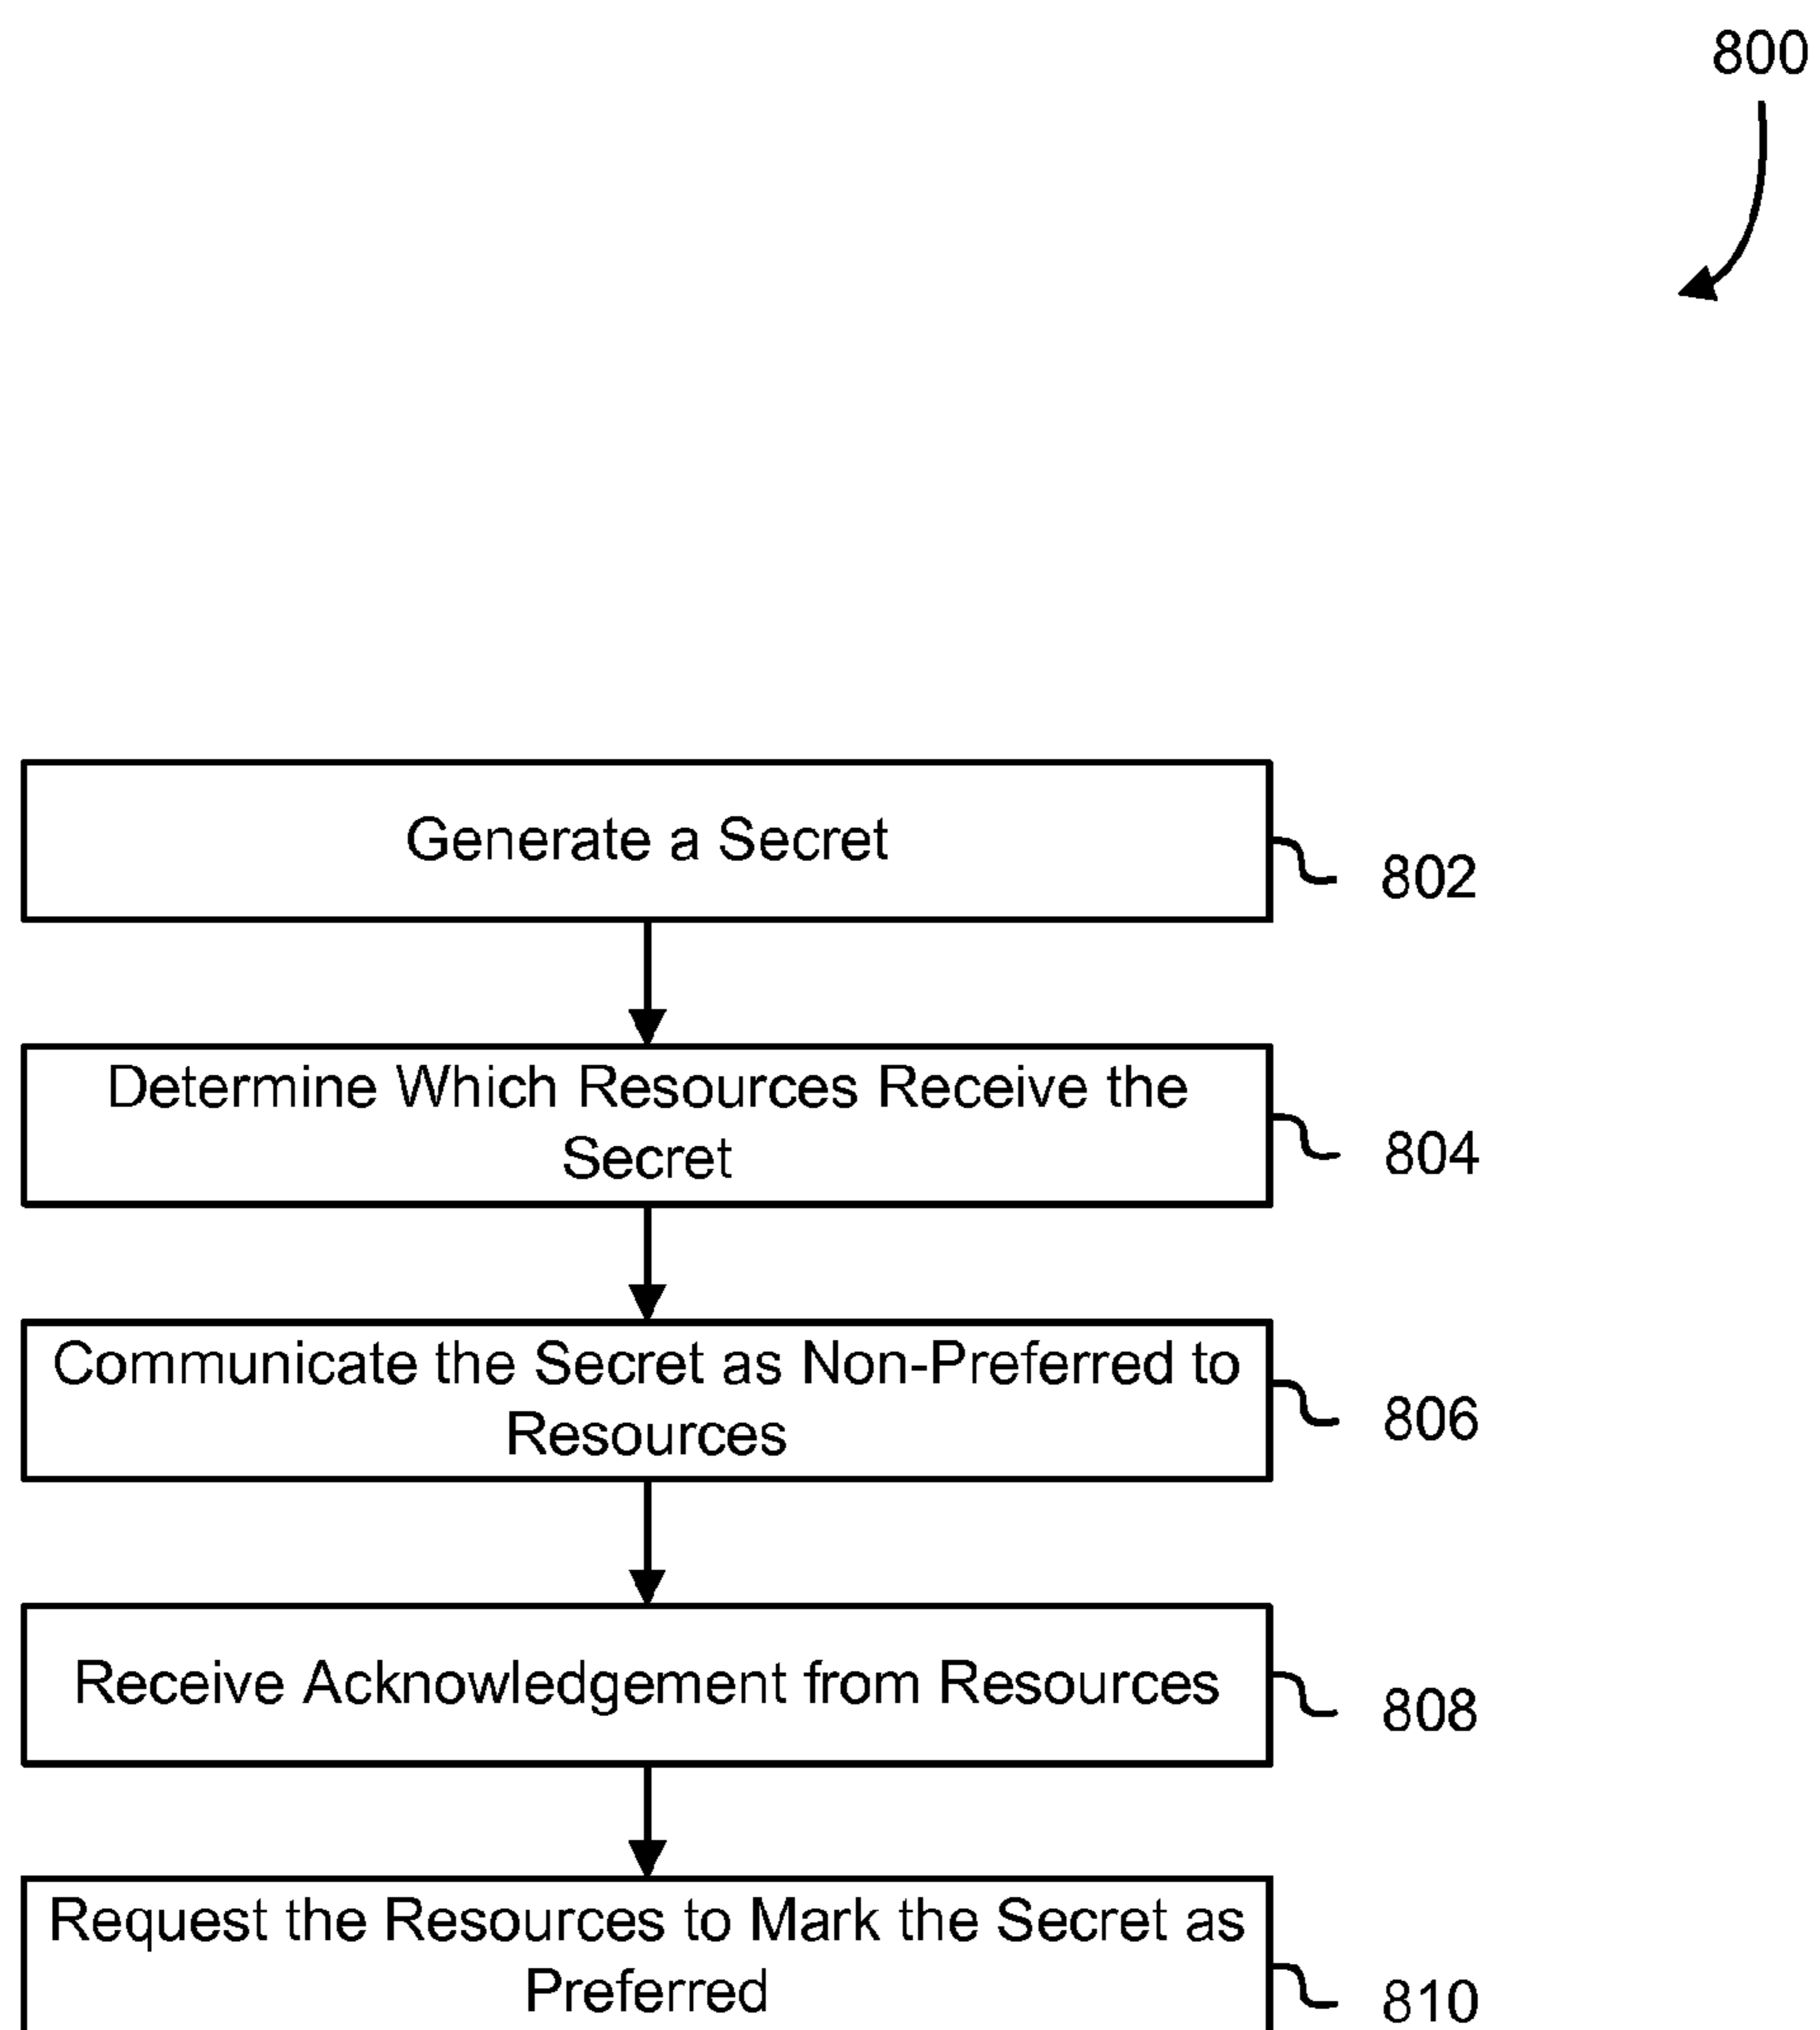 800
Generate a Secret
802
Determine Which Resources Receive the
Secret
804
Communicate the Secret as Non-Preferred to
Resources
806
Receive Acknowledgement from Resources
808
Request the Resources to Mark the Secret as
Preferred
810